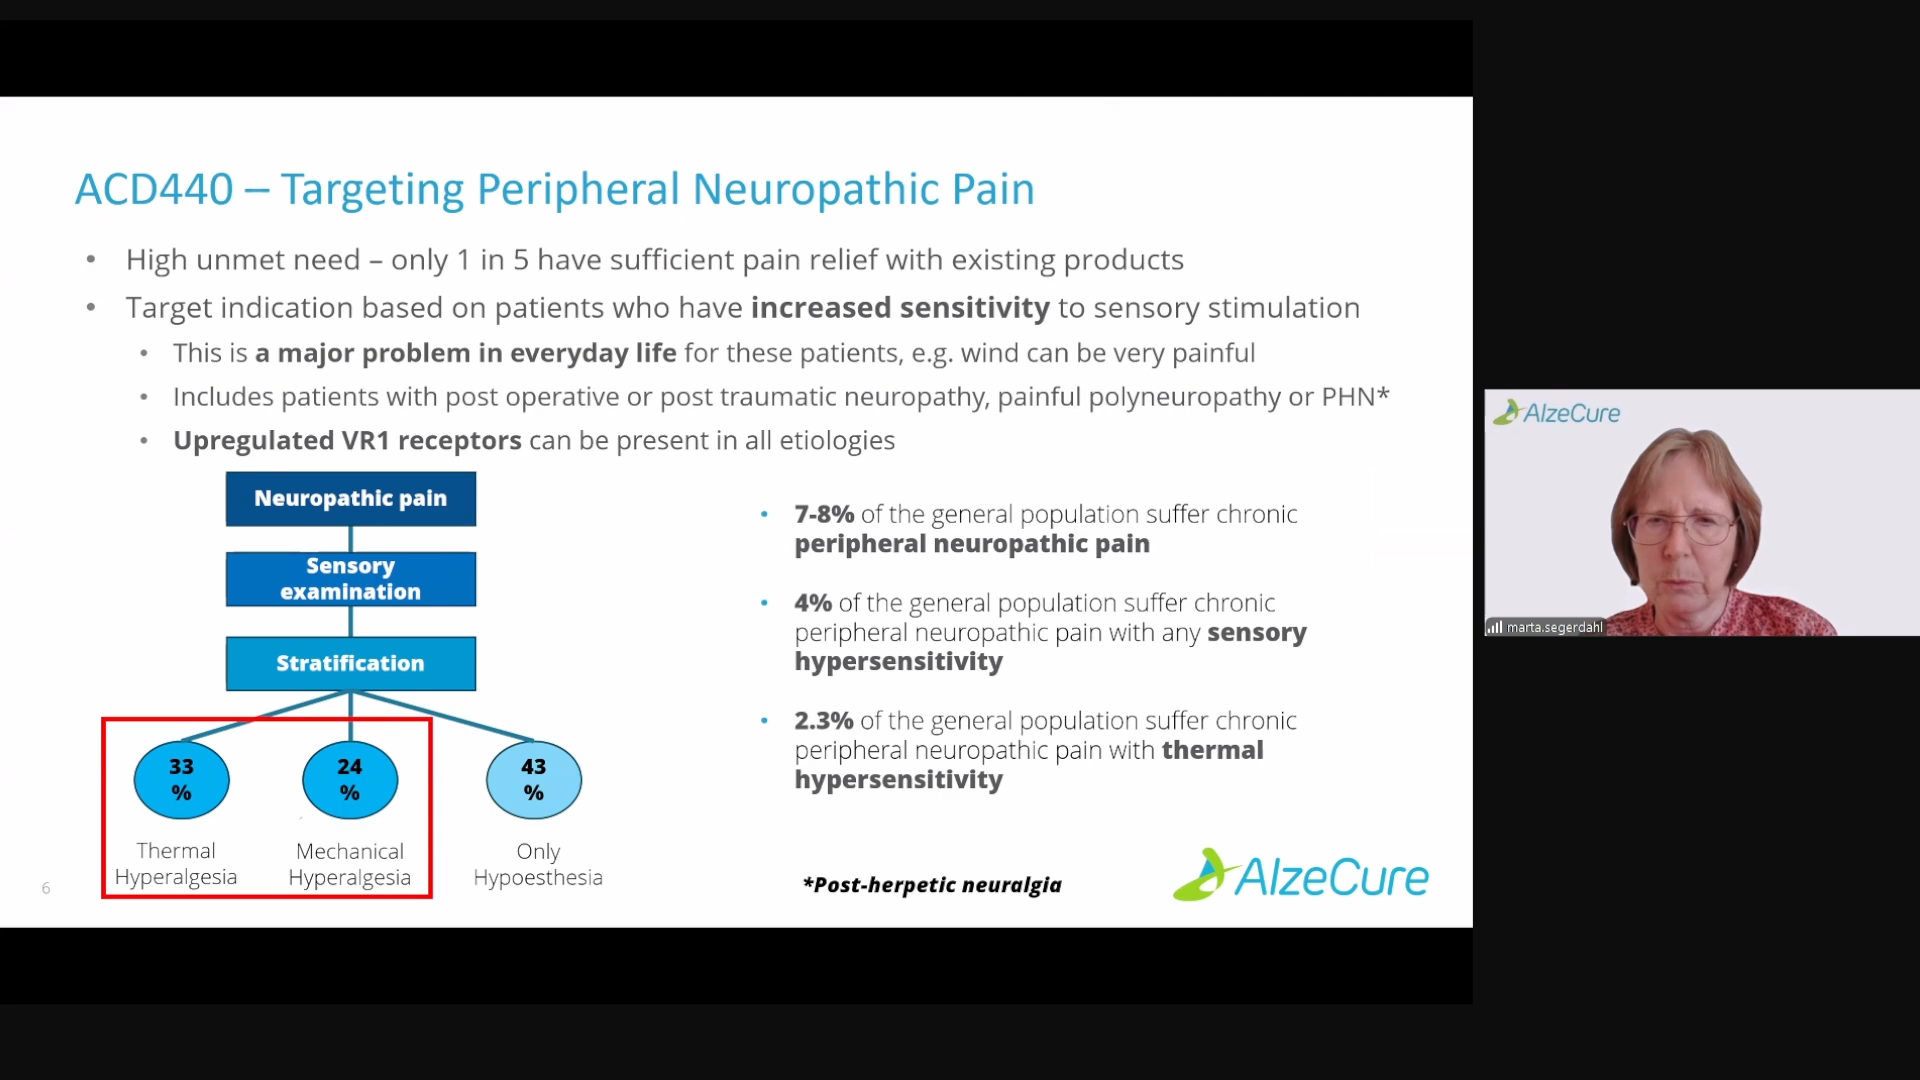 ACD440 – Targeting Peripheral Neuropathic Pain
• High unmet need – only 1 in 5 have sufficient pain relief with existing products
• Target indication based on patients who have increased sensitivity to sensory stimulation
• This is a major problem in everyday life for these patients, e.g. wind can be very painful
• Includes patients with post operative or post traumatic neuropathy, painful polyneuropathy or PHN*
• Upregulated VR1 receptors can be present in all etiologies
Neuropathic pain
Sensory
examination
Stratification
33
%
24
%
43
%
Thermal
Hyperalgesia
Mechanical
Hyperalgesia
Only
Hypoesthesia
• 7-8% of the general population suffer chronic
peripheral neuropathic pain
• 4% of the general population suffer chronic
peripheral neuropathic pain with any sensory
hypersensitivity
• 2.3% of the general population suffer chronic
peripheral neuropathic pain with thermal
hypersensitivity
*Post-herpetic neuralgia
AlzeCure
6
AlzeCure
marta.segerdahl